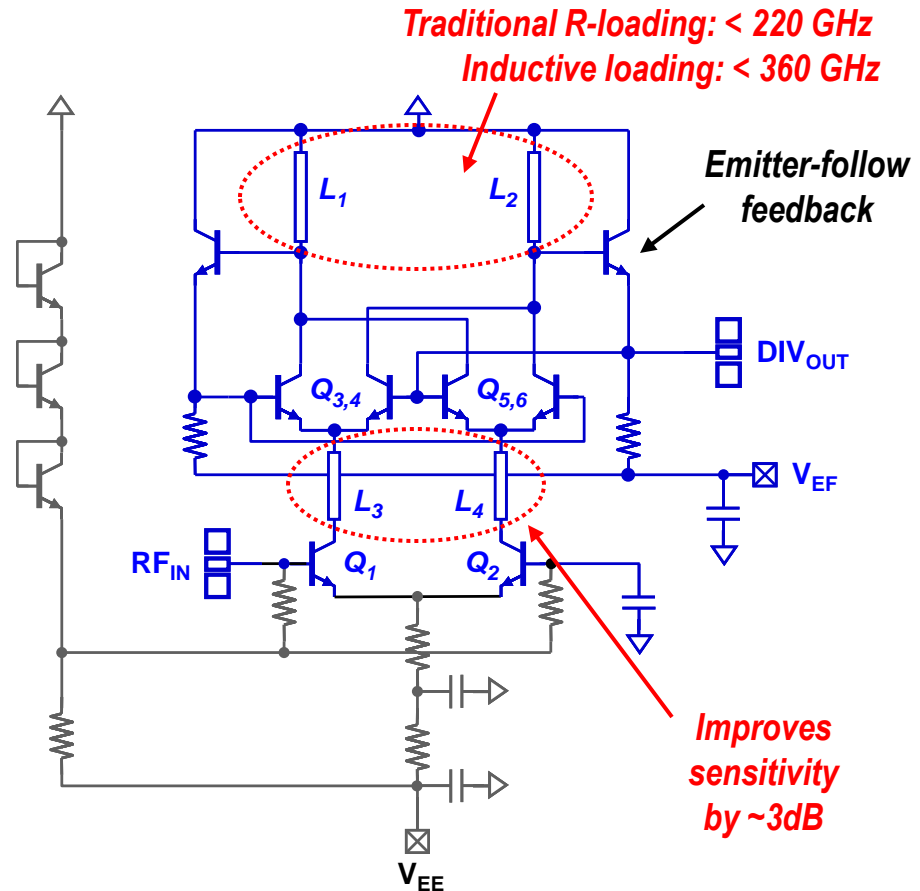 Traditional R-loading: < 220 GHz
Inductive loading: < 360 GHz
Emitter-follow
feedback
L1
L2
DIVOUT
Q3,4
Q5,6
VEF
L3
L4
RFIN
Q1
Q2
Improves
sensitivity
by ~3dB
VEE